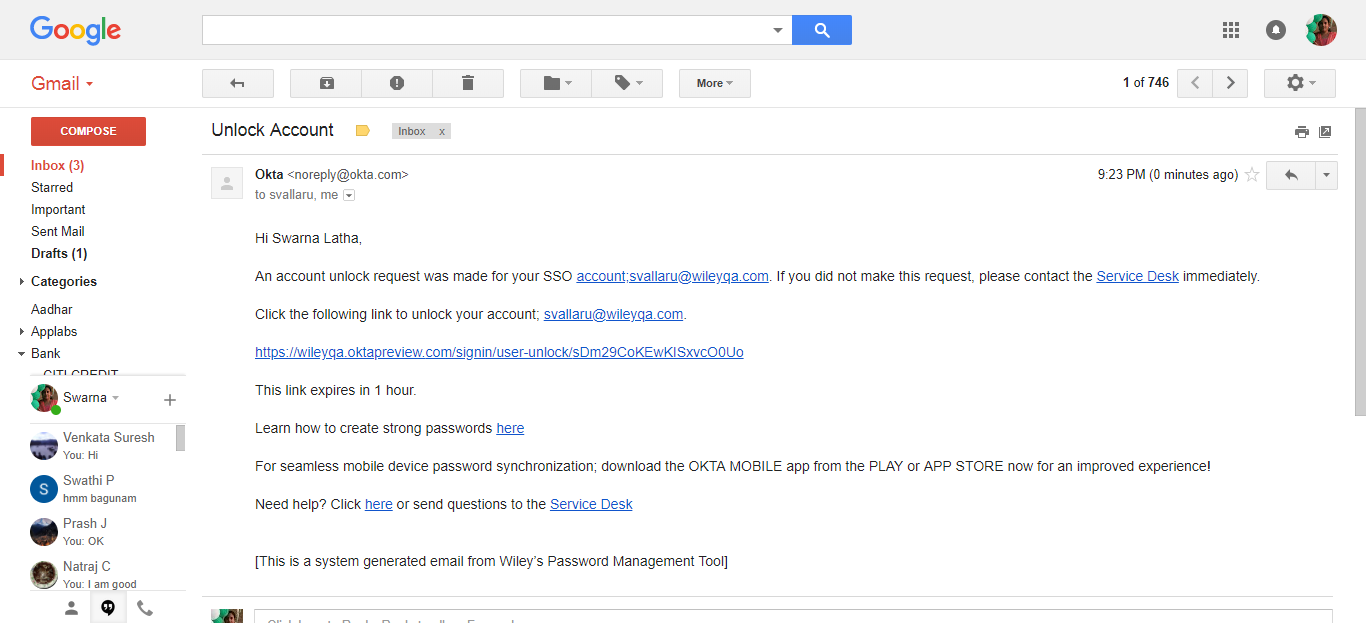 Google
Gmail
More
1 of 746
COMPOSE
Inbox (3)
Starred
Important
Sent Mail
Drafts (1)
Categories
Aadhar
Applabs
Bank
CITI CREDIT
Swarna
Venkata Suresh
You: Hi
S
Swathi P
hmm bagunam
Prash J
You: OK
Natraj C
You: I am good
Unlock Account
Inbox x
Okta <noreply@okta.com>
9:23 PM (0 minutes ago)
to svallaru, me
Hi Swarna Latha,
An account unlock request was made for your SSO account;svallaru@wileyqa.com. If you did not make this request, please contact the Service Desk immediately.
Click the following link to unlock your account; svallaru@wileyqa.com.
https://wileyqa.oktapreview.com/signin/user-unlock/sDm29CoKEwKISxvcO0Uo
This link expires in 1 hour.
Learn how to create strong passwords here
For seamless mobile device password synchronization; download the OKTA MOBILE app from the PLAY or APP STORE now for an improved experience!
Need help? Click here or send questions to the Service Desk
[This is a system generated email from Wiley's Password Management Tool]